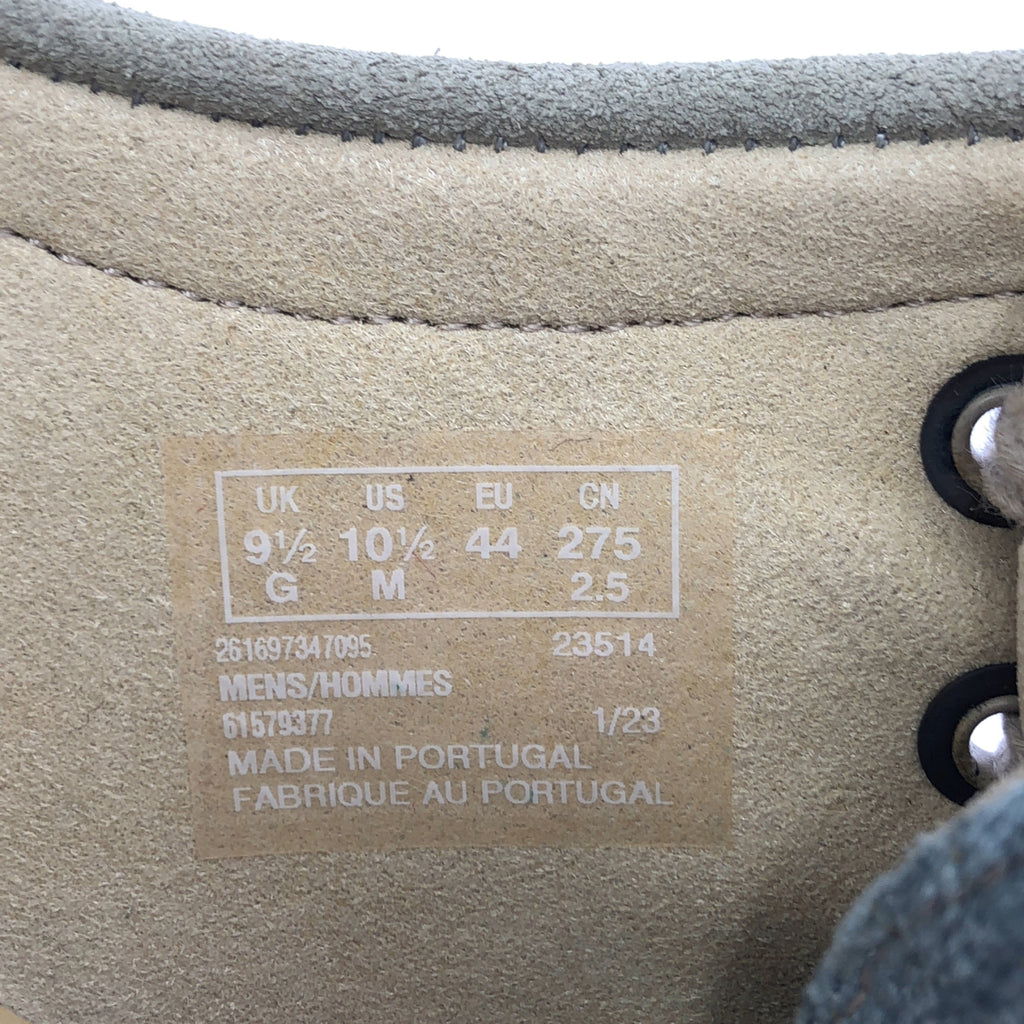 UK US EU CN
9½ 10½ 44 275
G M 2.5
261697347095 23514
MENS/HOMMES
61579377 1/23
MADE IN PORTUGAL
FABRIQUE AU PORTUGAL